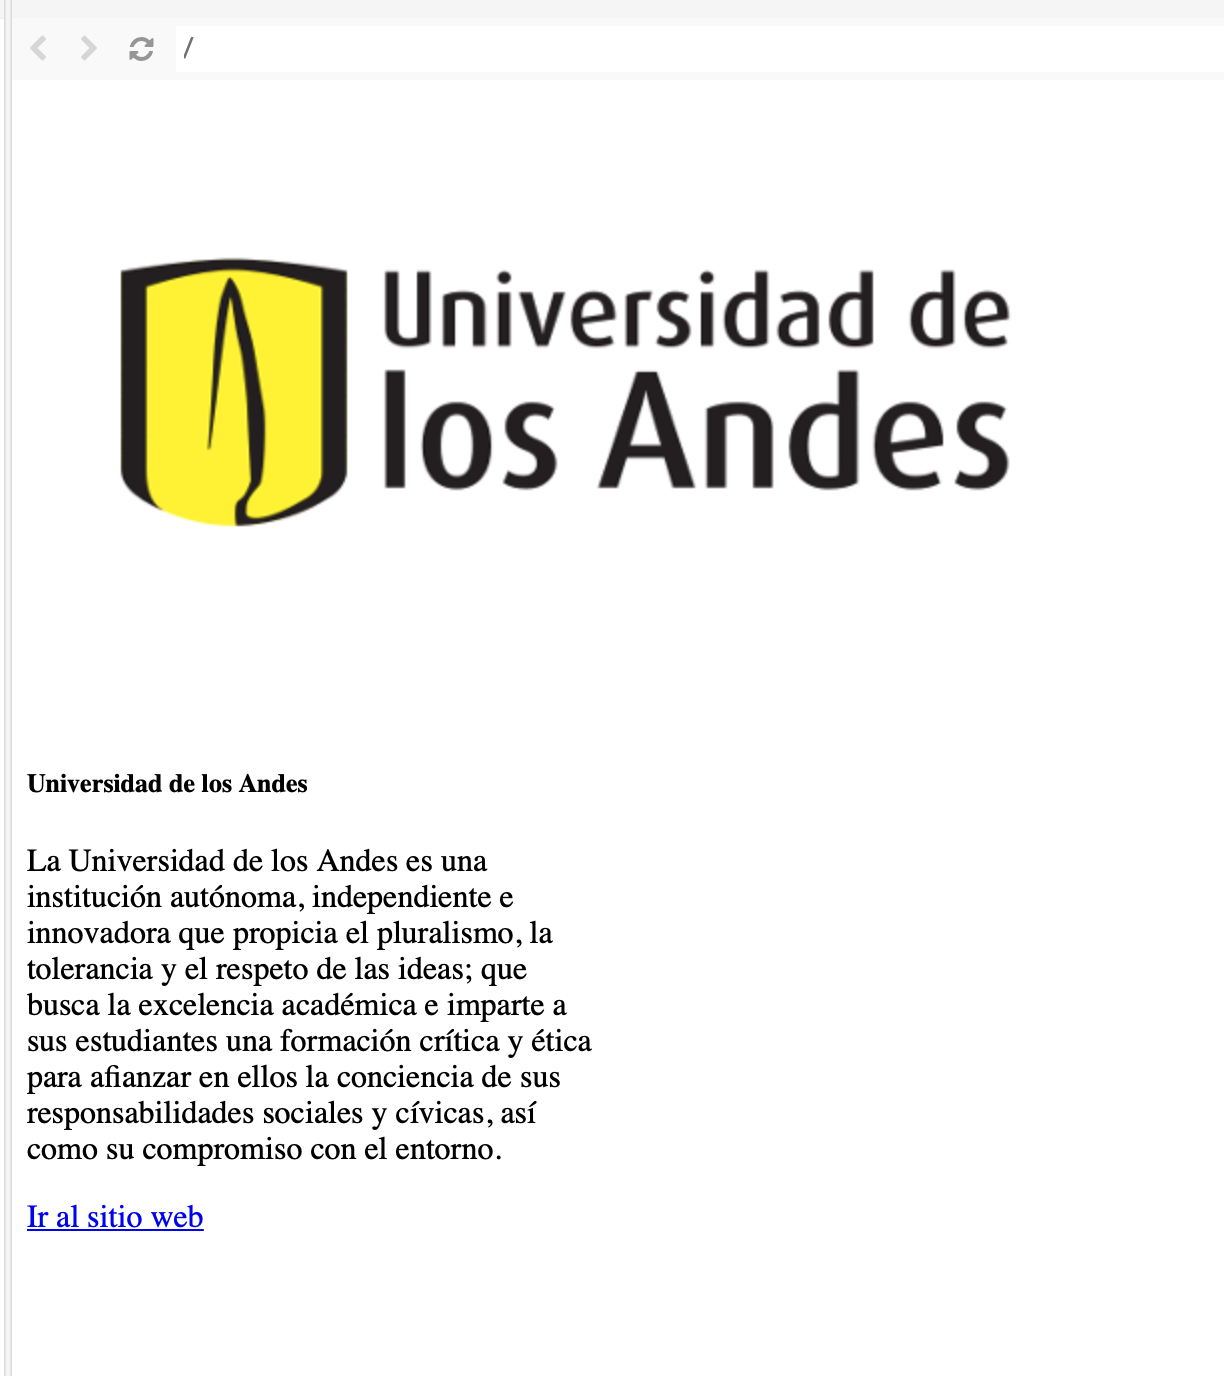 /
Universidad de
los Andes
Universidad de los Andes
La Universidad de los Andes es una
institución autónoma, independiente e
innovadora que propicia el pluralismo, la
tolerancia y el respeto de las ideas; que
busca la excelencia académica e imparte a
sus estudiantes una formación crítica y ética
para afianzar en ellos la conciencia de sus
responsabilidades sociales y cívicas, así
como su compromiso con el entorno.
Ir al sitio web